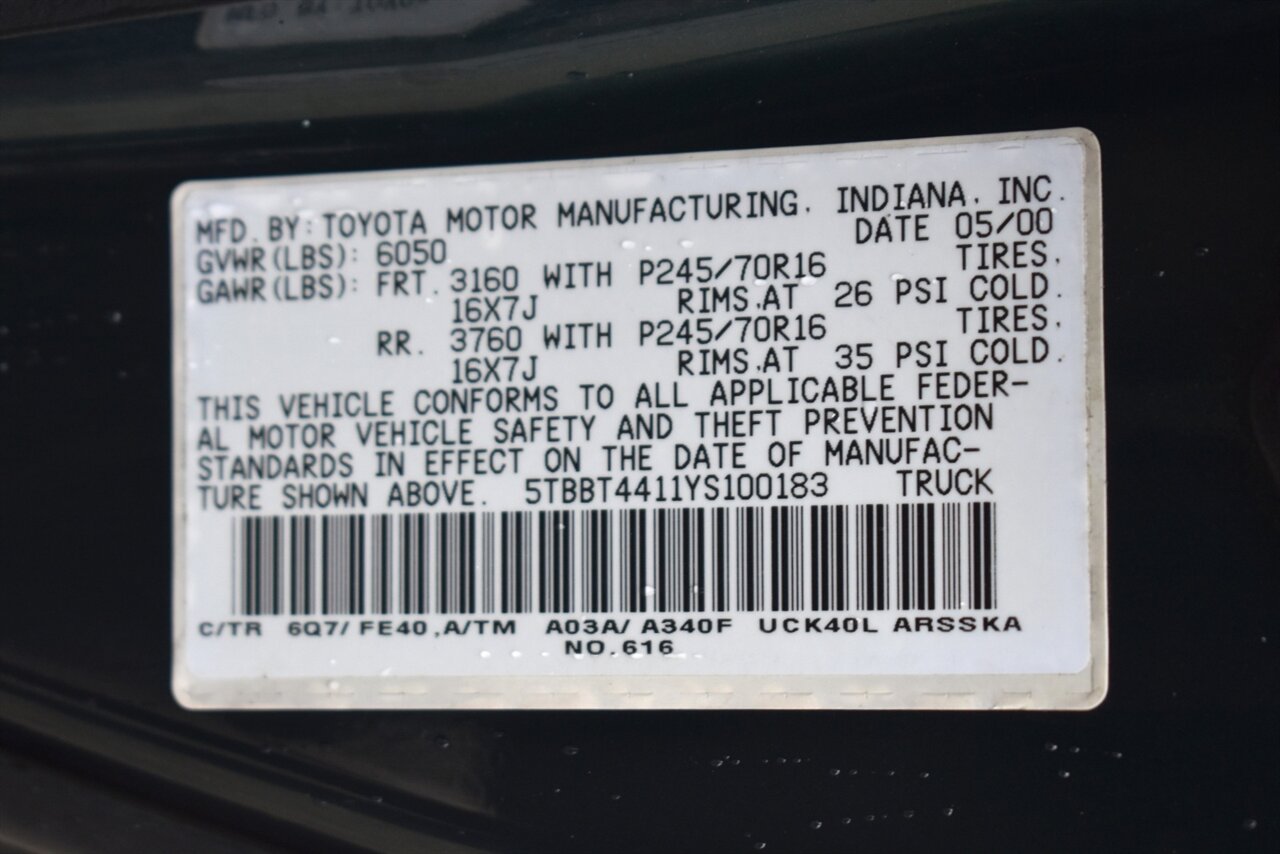 MFD. BY: TOYOTA MOTOR MANUFACTURING, INDIANA, INC.
GVWR(LBS): 6050 DATE 05/00
GAWR(LBS): FRT. 3160 WITH P245/70R16 TIRES,
16X7J RIMS,AT 26 PSI COLD.
RR. 3760 WITH P245/70R16 TIRES,
16X7J RIMS,AT 35 PSI COLD.
THIS VEHICLE CONFORMS TO ALL APPLICABLE FEDER-
AL MOTOR VEHICLE SAFETY AND THEFT PREVENTION
STANDARDS IN EFFECT ON THE DATE OF MANUFAC-
TURE SHOWN ABOVE. 5TBBT4411YS100183 TRUCK
C/TR 6Q7/ FE40 ,A/TM A03A/ A340F UCK40L ARSSKA
NO.616